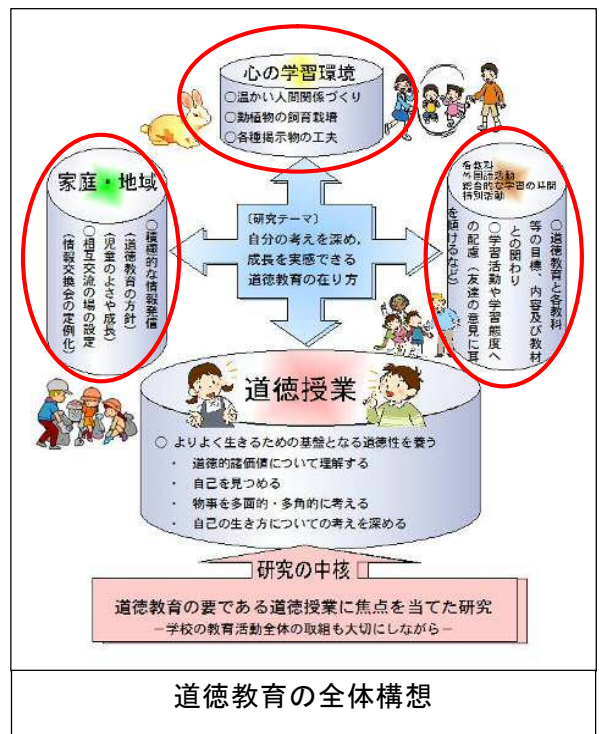 心の学習環境
○温かい人間関係づくり
○動植物の飼育栽培
○各種掲示物の工夫
家庭・地域
○積極的な情報発信
(道徳教育の方針)
(児童のよさや成長)
○相互交流の場の設定
(情報交換会の定例化)
〔研究テーマ〕
自分の考えを深め,
成長を実感できる
道徳教育の在り方
各教科
外国語活動
総合的な学習の時間
特別活動
○道徳教育と各教科
等の目標、内容及び教材
との関わり
○学習活動や学習態度へ
の配慮(友達の意見に耳
を傾けるなど)
道徳授業
○ よりよく生きるための基盤となる道徳性を養う
・ 道徳的諸価値について理解する
・ 自己を見つめる
・ 物事を多面的・多角的に考える
・ 自己の生き方についての考えを深める
研究の中核
道徳教育の要である道徳授業に焦点を当てた研究
－学校の教育活動全体の取組も大切にしながら－
道徳教育の全体構想